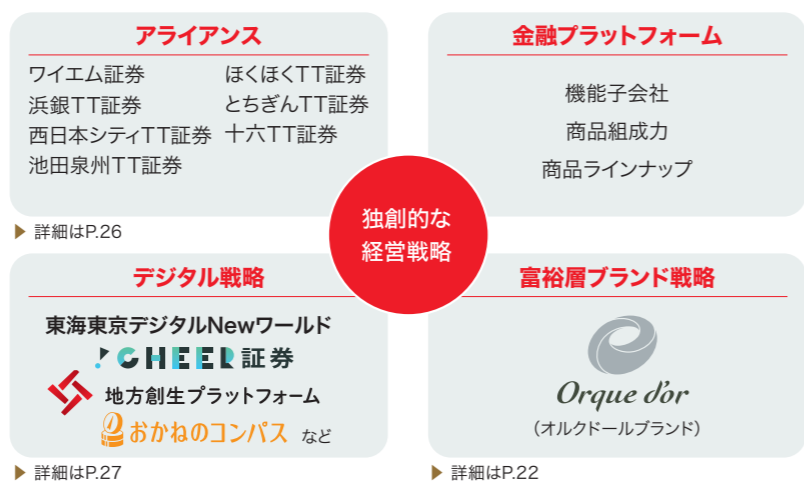 アライアンス
ワイエム証券
浜銀TT証券
西日本シティTT証券
池田泉州TT証券
ほくほくTT証券
とちぎんTT証券
十六TT証券
▶ 詳細はP.26
金融プラットフォーム
機能子会社
商品組成力
商品ラインナップ
独創的な
経営戦略
デジタル戦略
東海東京デジタルNewワールド
CHEER証券
地方創生プラットフォーム
おかねのコンパス など
▶ 詳細はP.27
富裕層ブランド戦略
Orque d'or
（オルクドールブランド）
▶ 詳細はP.22